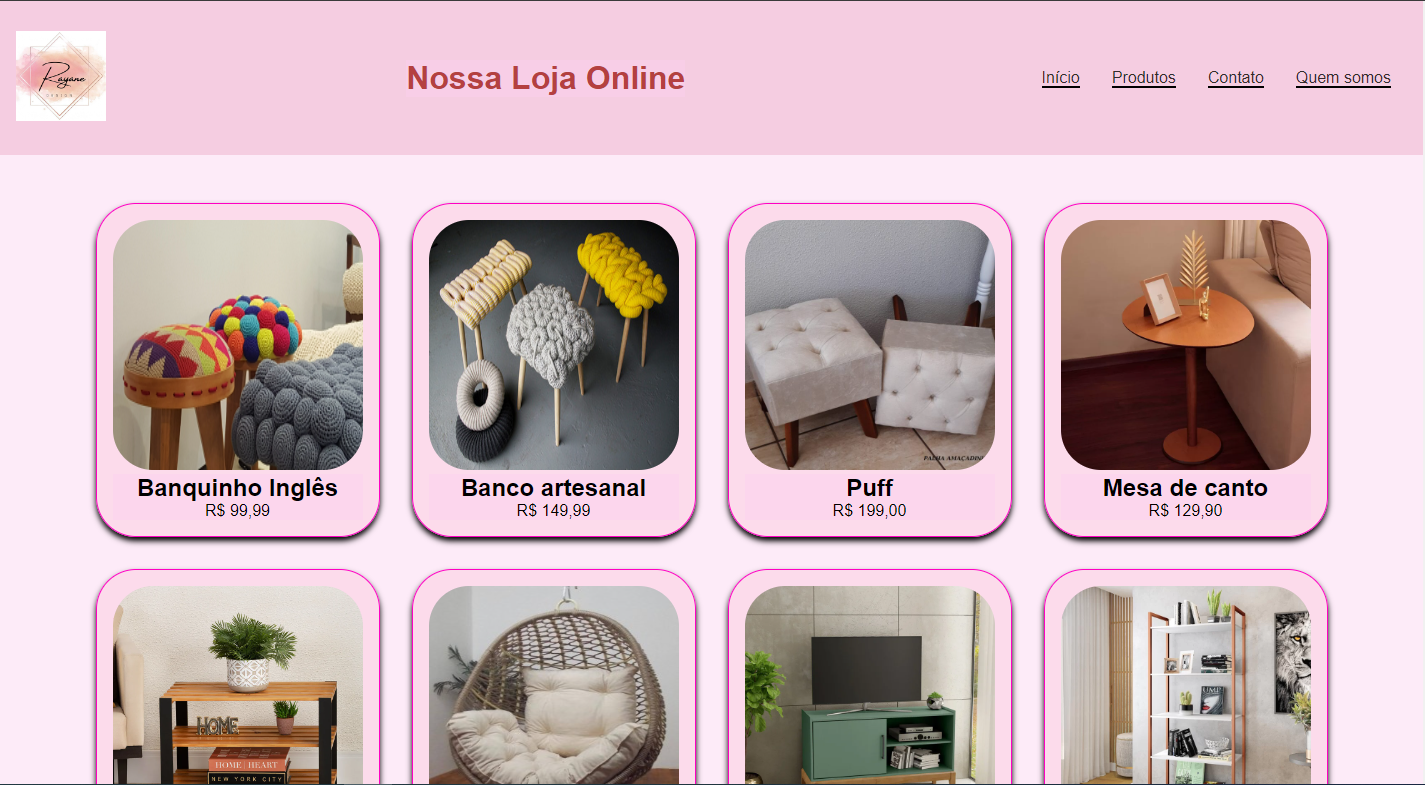 Rayane
DESIGN
Nossa Loja Online
Início
Produtos
Contato
Quem somos
Banquinho Inglês
R$ 99,99
Banco artesanal
R$ 149,99
Puff
R$ 199,00
Mesa de canto
R$ 129,90
HOME
HOME HEART
NEW YORK CITY